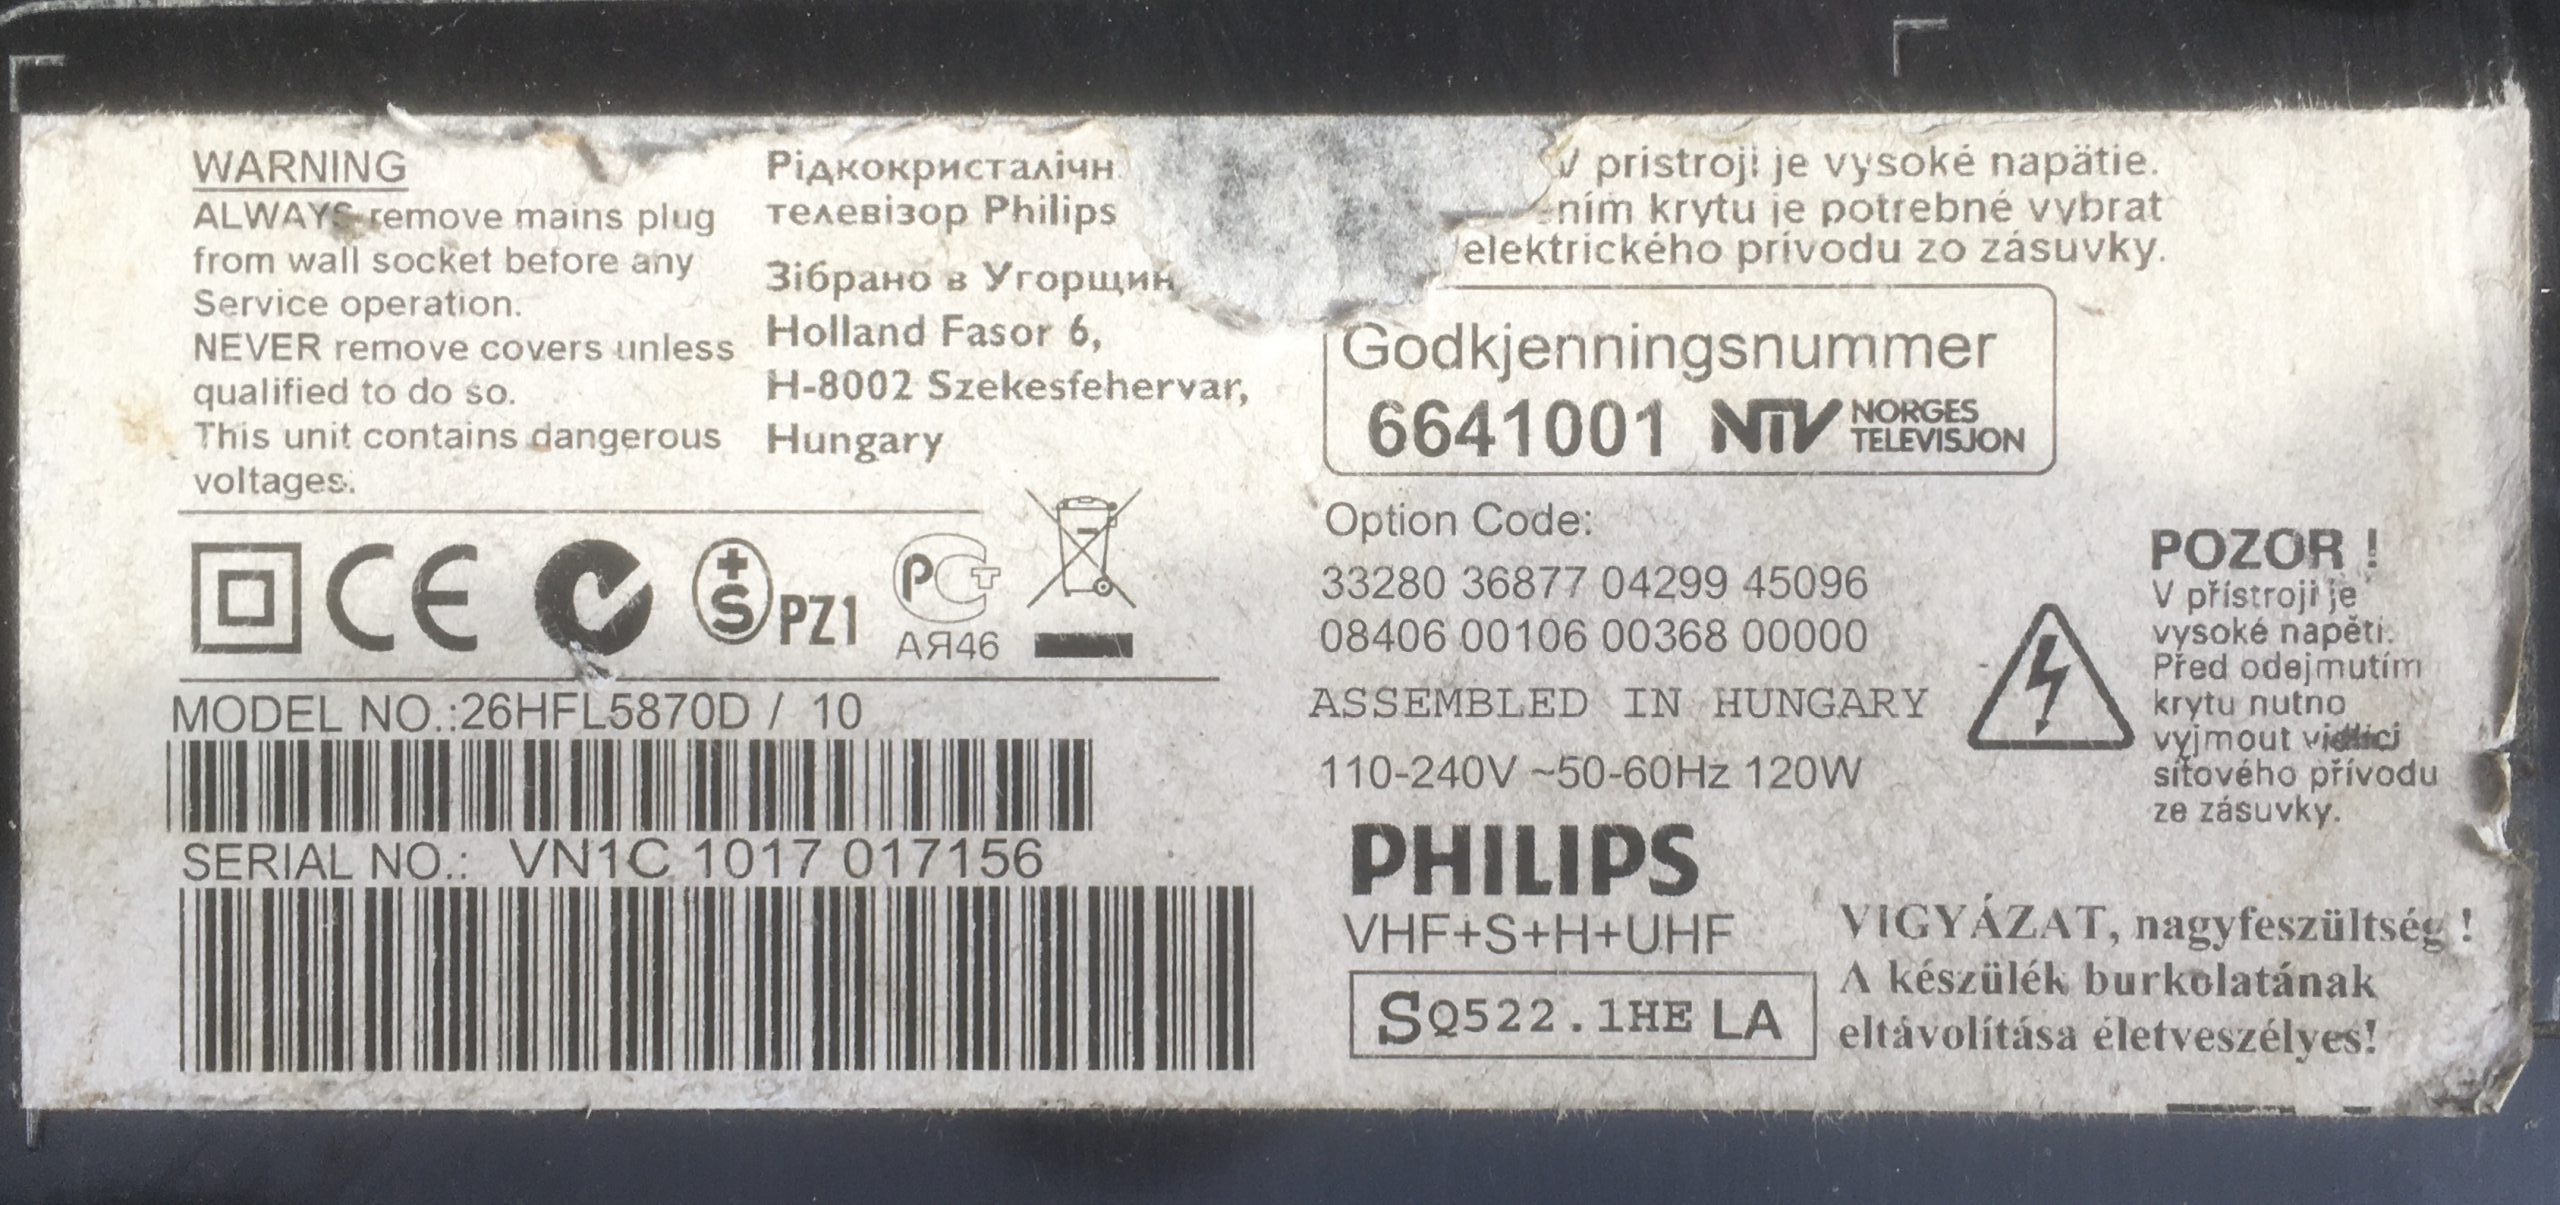 WARNING
ALWAYS remove mains plug
from wall socket before any
Service operation.
NEVER remove covers unless
qualified to do so.
This unit contains dangerous
voltages.
Рідкокристалічн
телевізор Philips
Зібрано в Угорщин
Holland Fasor 6,
H-8002 Szekesfehervar,
Hungary
V pristroji je vysoké napätie.
ním krytu je potrebné vybrat
elektrického prívodu zo zásuvky.
Godkjenningsnummer
6641001 NTV NORGES
TELEVISJON
CE
+S PZ1
РСТ
АЯ46
MODEL NO.:26HFL5870D / 10
SERIAL NO.: VN1C 1017 017156
Option Code:
33280 36877 04299 45096
08406 00106 00368 00000
ASSEMBLED IN HUNGARY
110-240V ~50-60Hz 120W
PHILIPS
VHF+S+H+UHF
SQ522.1HE LA
POZOR !
V přístroji je
vysoké napětí.
Před odejmutím
krytu nutno
vyjmout vidlici
síťového přívodu
ze zásuvky.
VIGYÁZAT, nagyfeszültség !
A készülék burkolatának
eltávolítása életveszélyes!